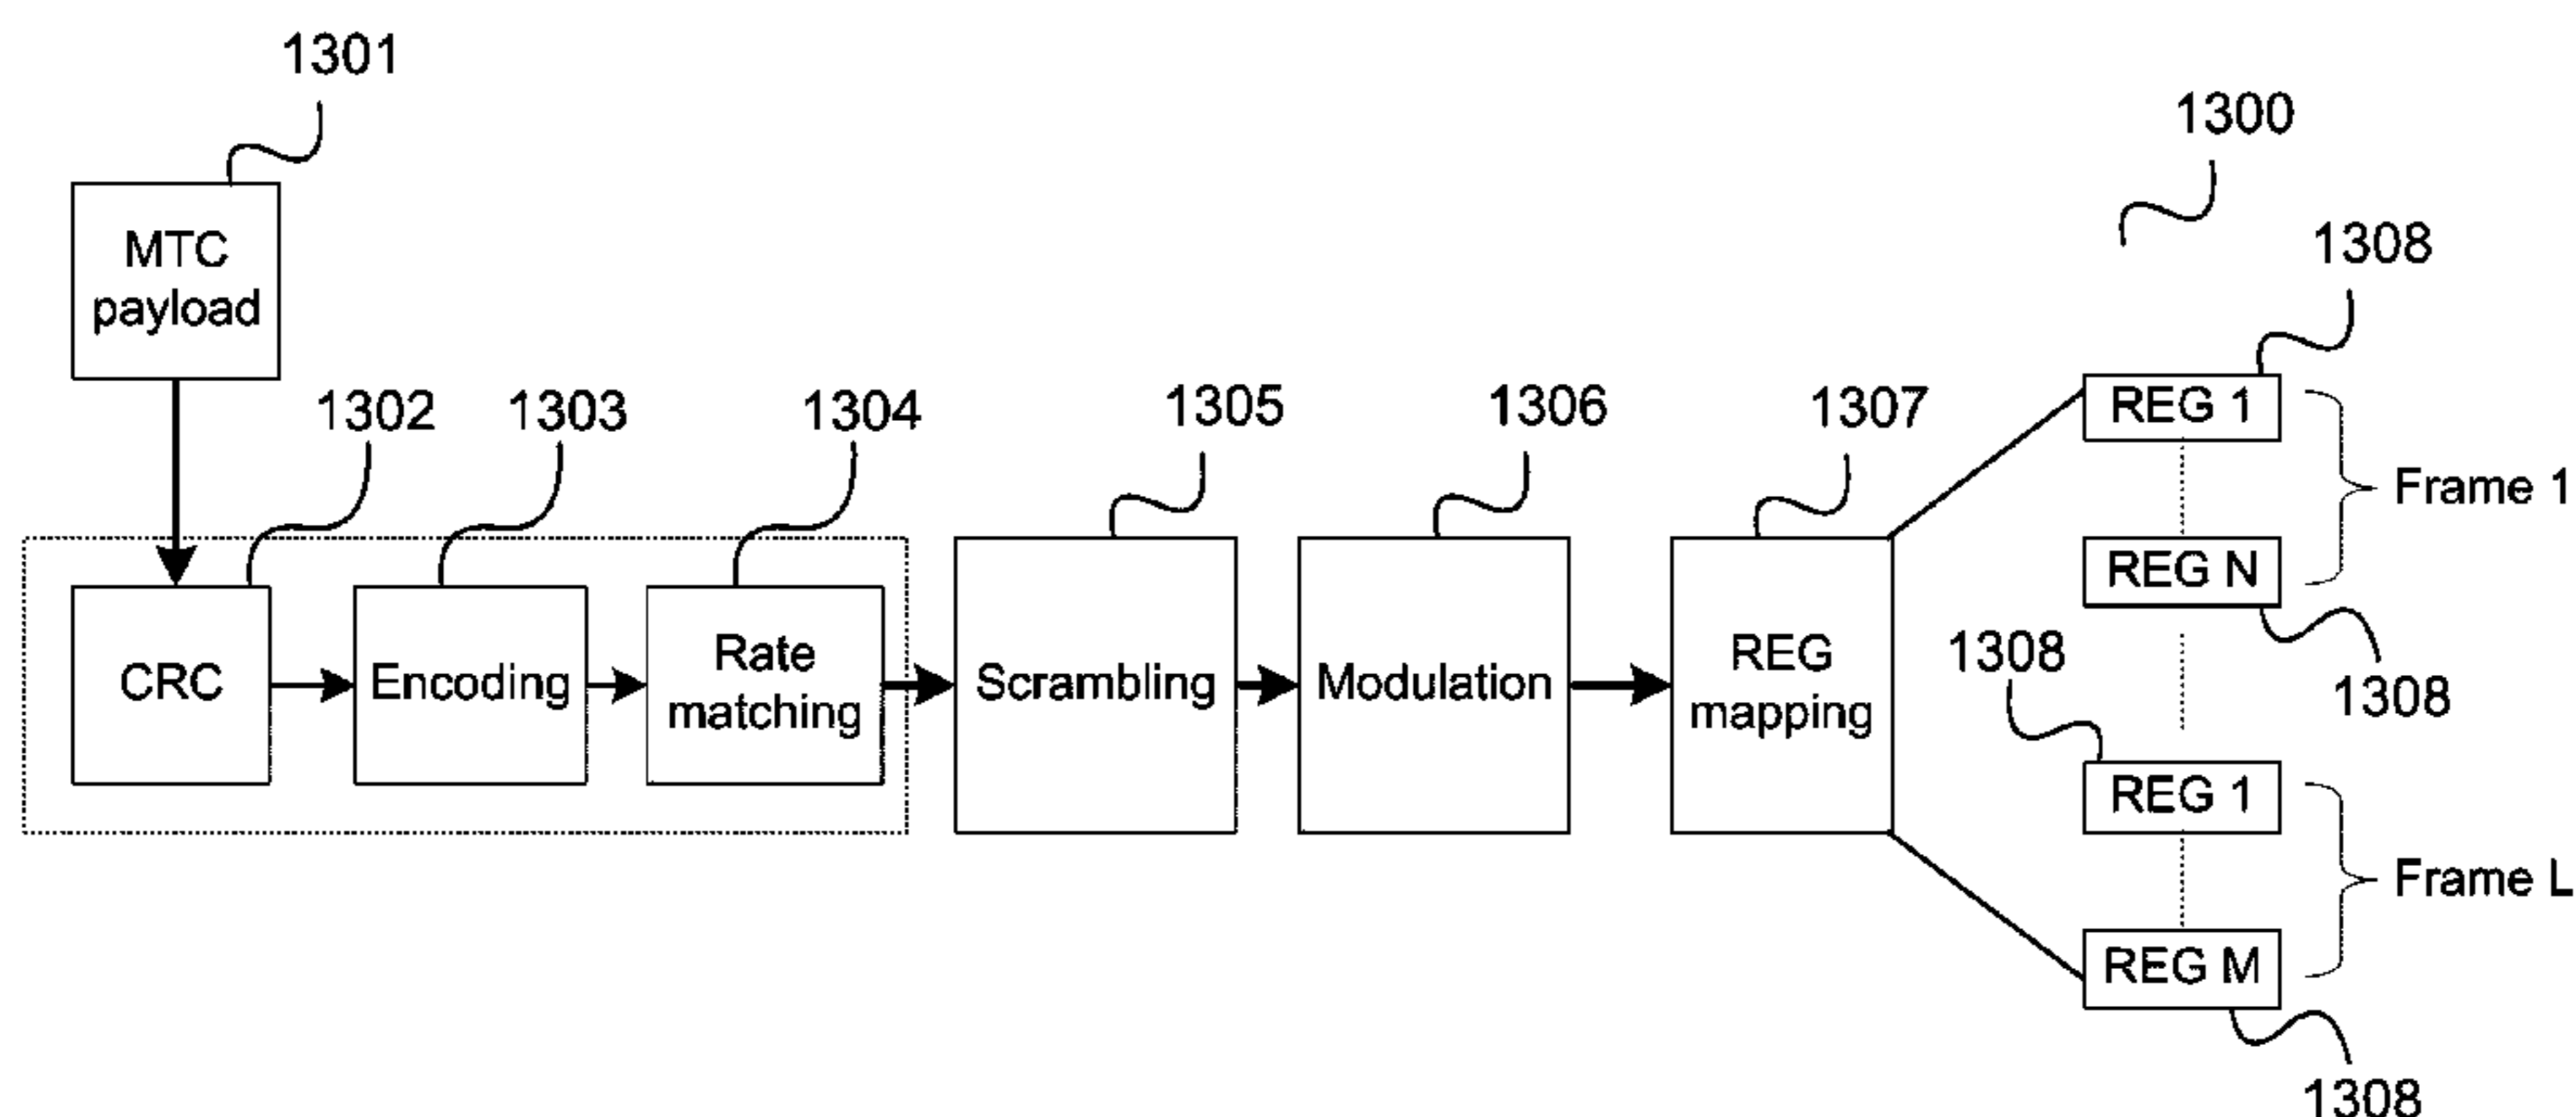 1301
MTC
payload
1300
1308
1302
1303
1304
1305
1306
1307
REG 1
Frame 1
REG N
1308
1308
CRC
Encoding
Rate
matching
Scrambling
Modulation
REG
mapping
REG 1
Frame L
REG M
1308